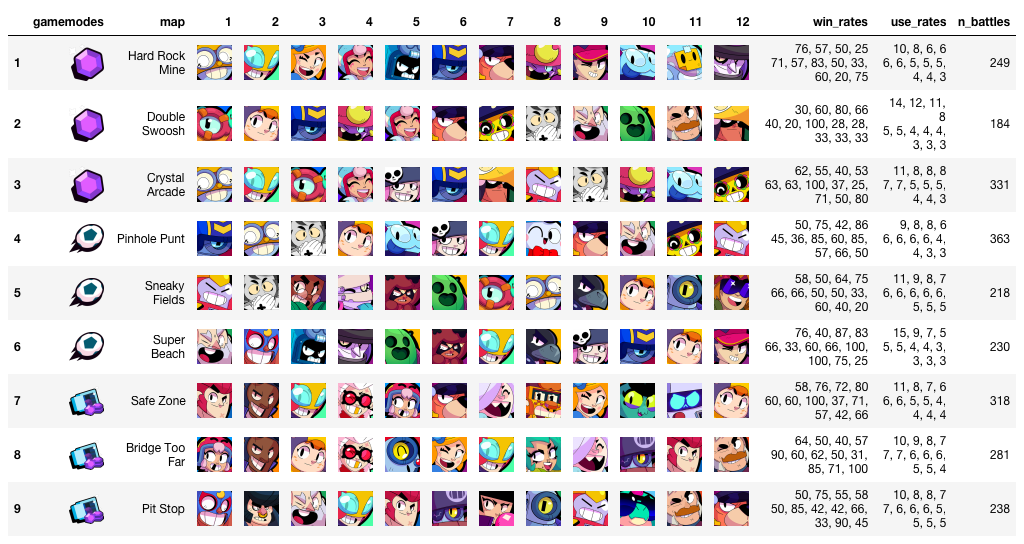 gamemodes map 1 2 3 4 5 6 7 8 9 10 11 12 win_rates use_rates n_battles
1 Hard Rock Mine 76, 57, 50, 25 71, 57, 83, 50, 33, 60, 20, 75 10, 8, 6, 6 6, 6, 5, 5, 5, 4, 4, 3 249
2 Double Swoosh 30, 60, 80, 66 40, 20, 100, 28, 28, 33, 33, 33 14, 12, 11, 8 5, 5, 4, 4, 4, 3, 3, 3 184
3 Crystal Arcade 62, 55, 40, 53 63, 63, 100, 37, 25, 71, 50, 80 11, 8, 8, 8 7, 7, 5, 5, 5, 4, 4, 3 331
4 Pinhole Punt 50, 75, 42, 86 45, 36, 85, 60, 85, 57, 66, 50 9, 8, 8, 6 6, 6, 6, 6, 4, 4, 3, 3 363
5 Sneaky Fields 58, 50, 64, 75 66, 66, 50, 50, 33, 60, 40, 20 11, 9, 8, 7 6, 6, 6, 6, 6, 5, 5, 5 218
6 Super Beach 76, 40, 87, 83 66, 33, 60, 66, 100, 100, 75, 25 15, 9, 7, 5 5, 5, 4, 4, 3, 3, 3, 3 230
7 Safe Zone 58, 76, 72, 80 60, 60, 100, 37, 71, 57, 42, 66 11, 8, 7, 6 6, 6, 5, 5, 4, 4, 4, 4 318
8 Bridge Too Far 64, 50, 40, 57 90, 60, 62, 50, 31, 85, 71, 100 10, 9, 8, 7 7, 7, 6, 6, 6, 5, 5, 4 281
9 Pit Stop 50, 75, 55, 58 50, 85, 42, 42, 66, 33, 90, 45 10, 8, 8, 7 7, 6, 6, 6, 5, 5, 5, 5 238